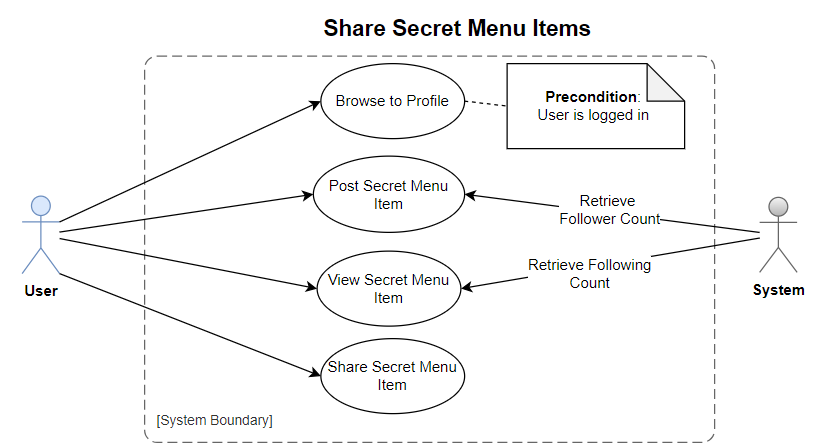 Share Secret Menu Items
Browse to Profile
Precondition:
User is logged in
Post Secret Menu
Item
Retrieve
Follower Count
View Secret Menu
Item
Retrieve Following
Count
User
System
Share Secret Menu
Item
[System Boundary]